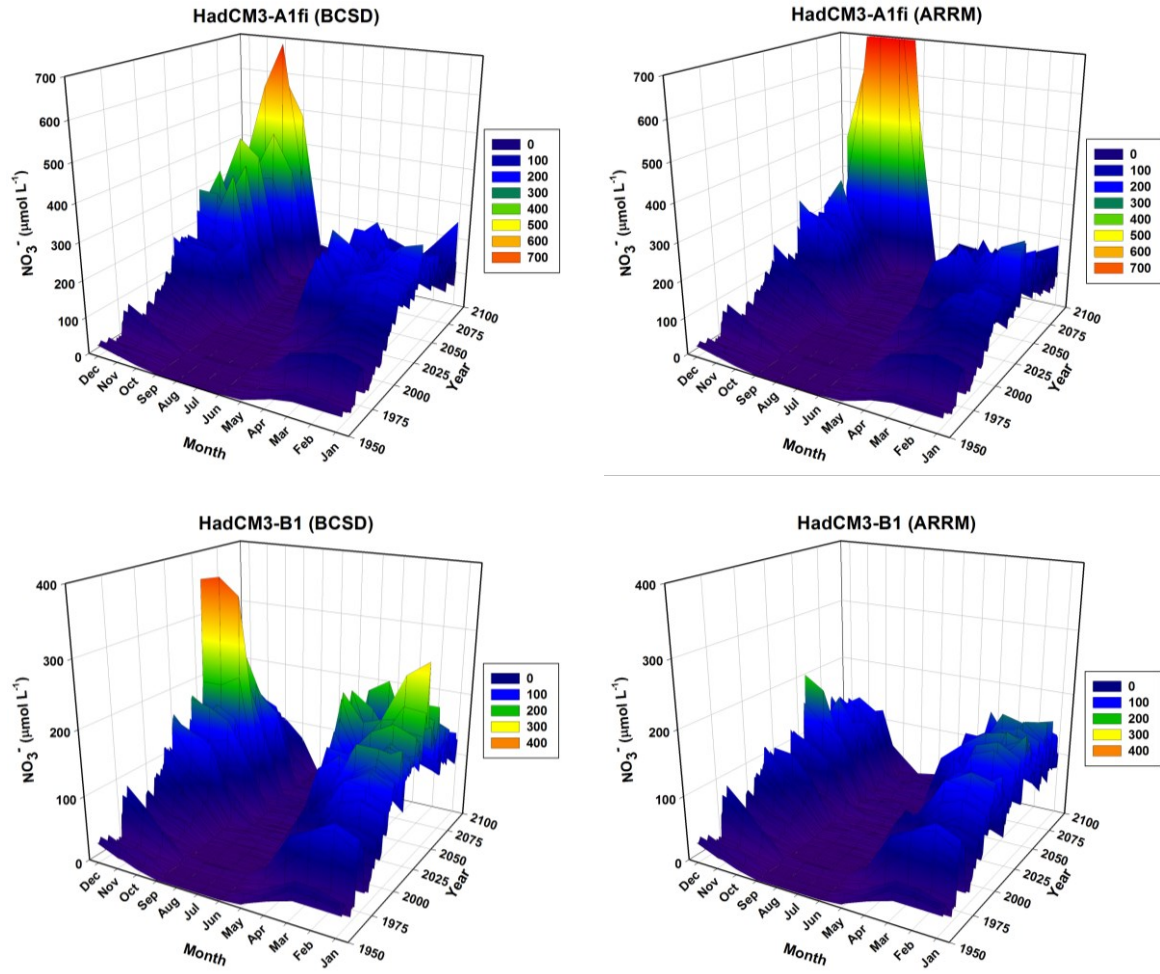 HadCM3-A1fi (BCSD)
700
600
500
400
300
200
100
0
NO3- (µmol L-1)
Dec
Nov
Oct
Sep
Aug
Jul
Jun
May
Apr
Mar
Feb
Jan
Month
1950
1975
2000
2025
2050
2075
2100
Year
0
100
200
300
400
500
600
700
HadCM3-A1fi (ARRM)
700
600
500
400
300
200
100
0
NO3- (µmol L-1)
Dec
Nov
Oct
Sep
Aug
Jul
Jun
May
Apr
Mar
Feb
Jan
Month
1950
1975
2000
2025
2050
2075
2100
Year
0
100
200
300
400
500
600
700
HadCM3-B1 (BCSD)
400
300
200
100
0
NO3- (µmol L-1)
Dec
Nov
Oct
Sep
Aug
Jul
Jun
May
Apr
Mar
Feb
Jan
Month
1950
1975
2000
2025
2050
2075
2100
Year
0
100
200
300
400
HadCM3-B1 (ARRM)
400
300
200
100
0
NO3- (µmol L-1)
Dec
Nov
Oct
Sep
Aug
Jul
Jun
May
Apr
Mar
Feb
Jan
Month
1950
1975
2000
2025
2050
2075
2100
Year
0
100
200
300
400